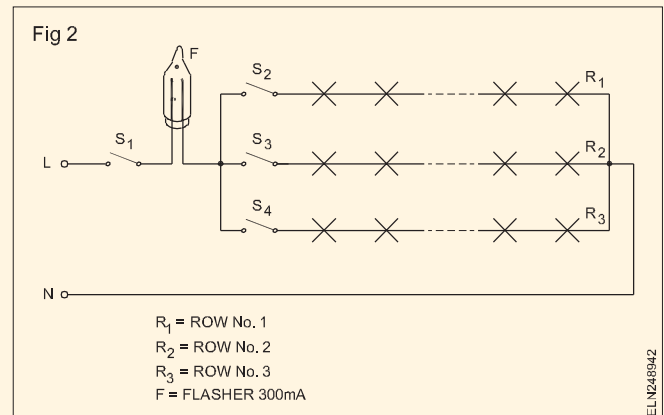 Fig 2
F
S2
R1
S1
S3
R2
L
S4
R3
N
R1 = ROW No. 1
R2 = ROW No. 2
R3 = ROW No. 3
F = FLASHER 300mA
ELN248942